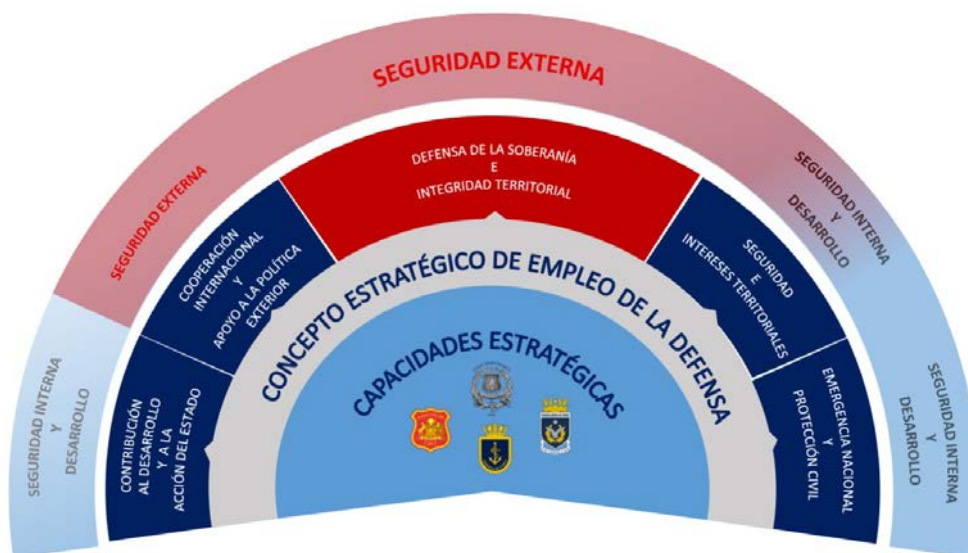 SEGURIDAD EXTERNA
SEGURIDAD EXTERNA
SEGURIDAD INTERNA
Y
DESARROLLO
SEGURIDAD INTERNA
Y
DESARROLLO
SEGURIDAD INTERNA
Y
DESARROLLO
DEFENSA DE LA SOBERANÍA
E
INTEGRIDAD TERRITORIAL
COOPERACIÓN
INTERNACIONAL
Y
APOYO A LA POLÍTICA
EXTERIOR
SEGURIDAD
E
INTERESES TERRITORIALES
CONTRIBUCIÓN
AL DESARROLLO
Y A LA
ACCIÓN DEL ESTADO
EMERGENCIA NACIONAL
Y
PROTECCIÓN CIVIL
CONCEPTO ESTRATÉGICO DE EMPLEO DE LA DEFENSA
CAPACIDADES ESTRATÉGICAS